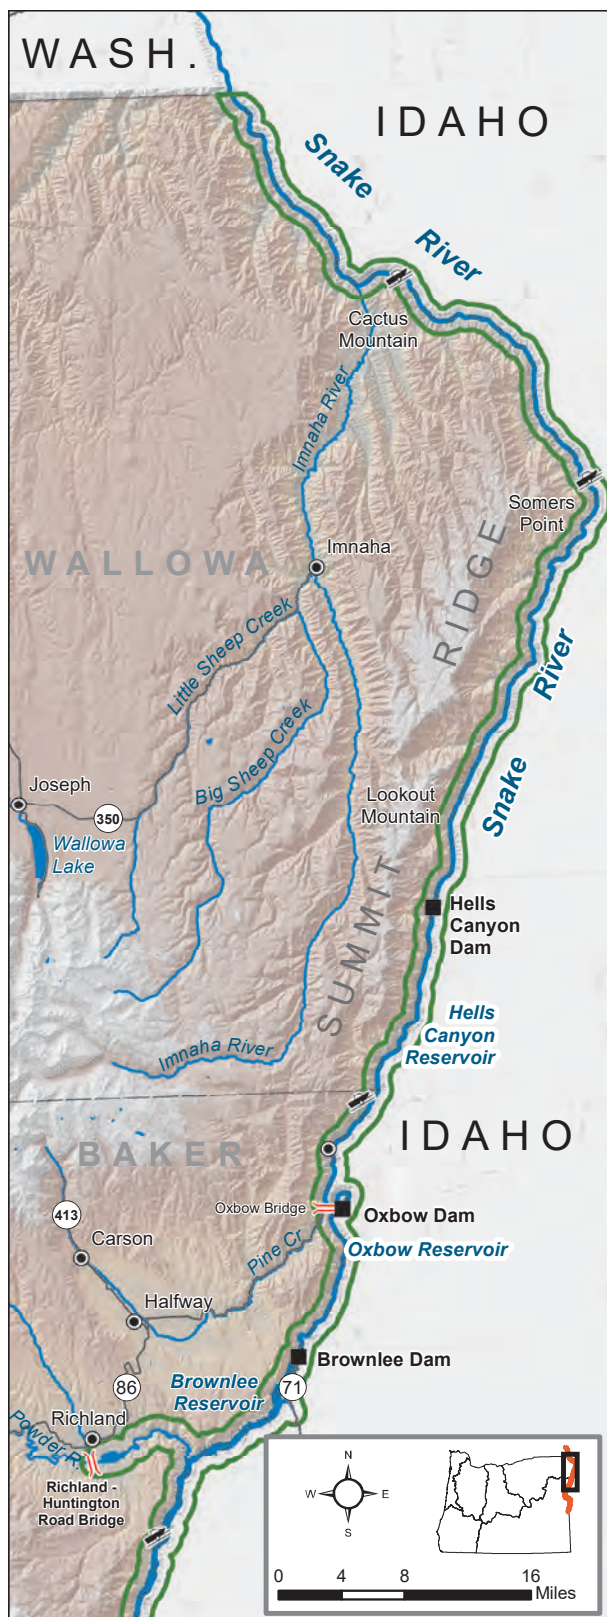 WASH.
IDAHO
Snake
River
Cactus
Mountain
Imnaha River
Somers
Point
Imnaha
WALLOWA
RIDGE
Little Sheep Creek
River
Big Sheep Creek
Snake
Joseph
350
Lookout
Mountain
Wallowa
Lake
SUMMIT
Hells
Canyon
Dam
Hells
Canyon
Reservoir
Imnaha River
IDAHO
BAKER
Oxbow Bridge
Oxbow Dam
413
Carson
Pine Cr
Oxbow Reservoir
Halfway
Brownlee Dam
86
Brownlee
Reservoir
71
Richland
Powder R.
Richland -
Huntington
Road Bridge
N
W
E
S
0
4
8
16
Miles